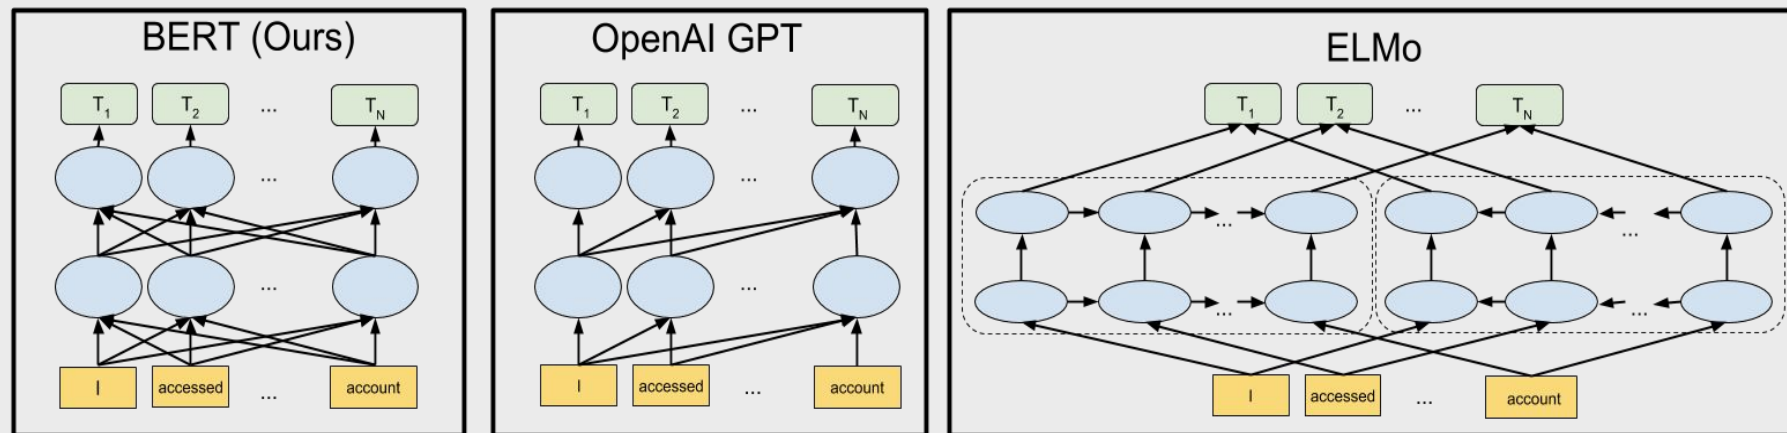 BERT (Ours)
T1 T2 ... TN
...
...
I accessed ... account
OpenAI GPT
T1 T2 ... TN
...
...
I accessed ... account
ELMo
T1 T2 ... TN
... ...
... ...
I accessed ... account